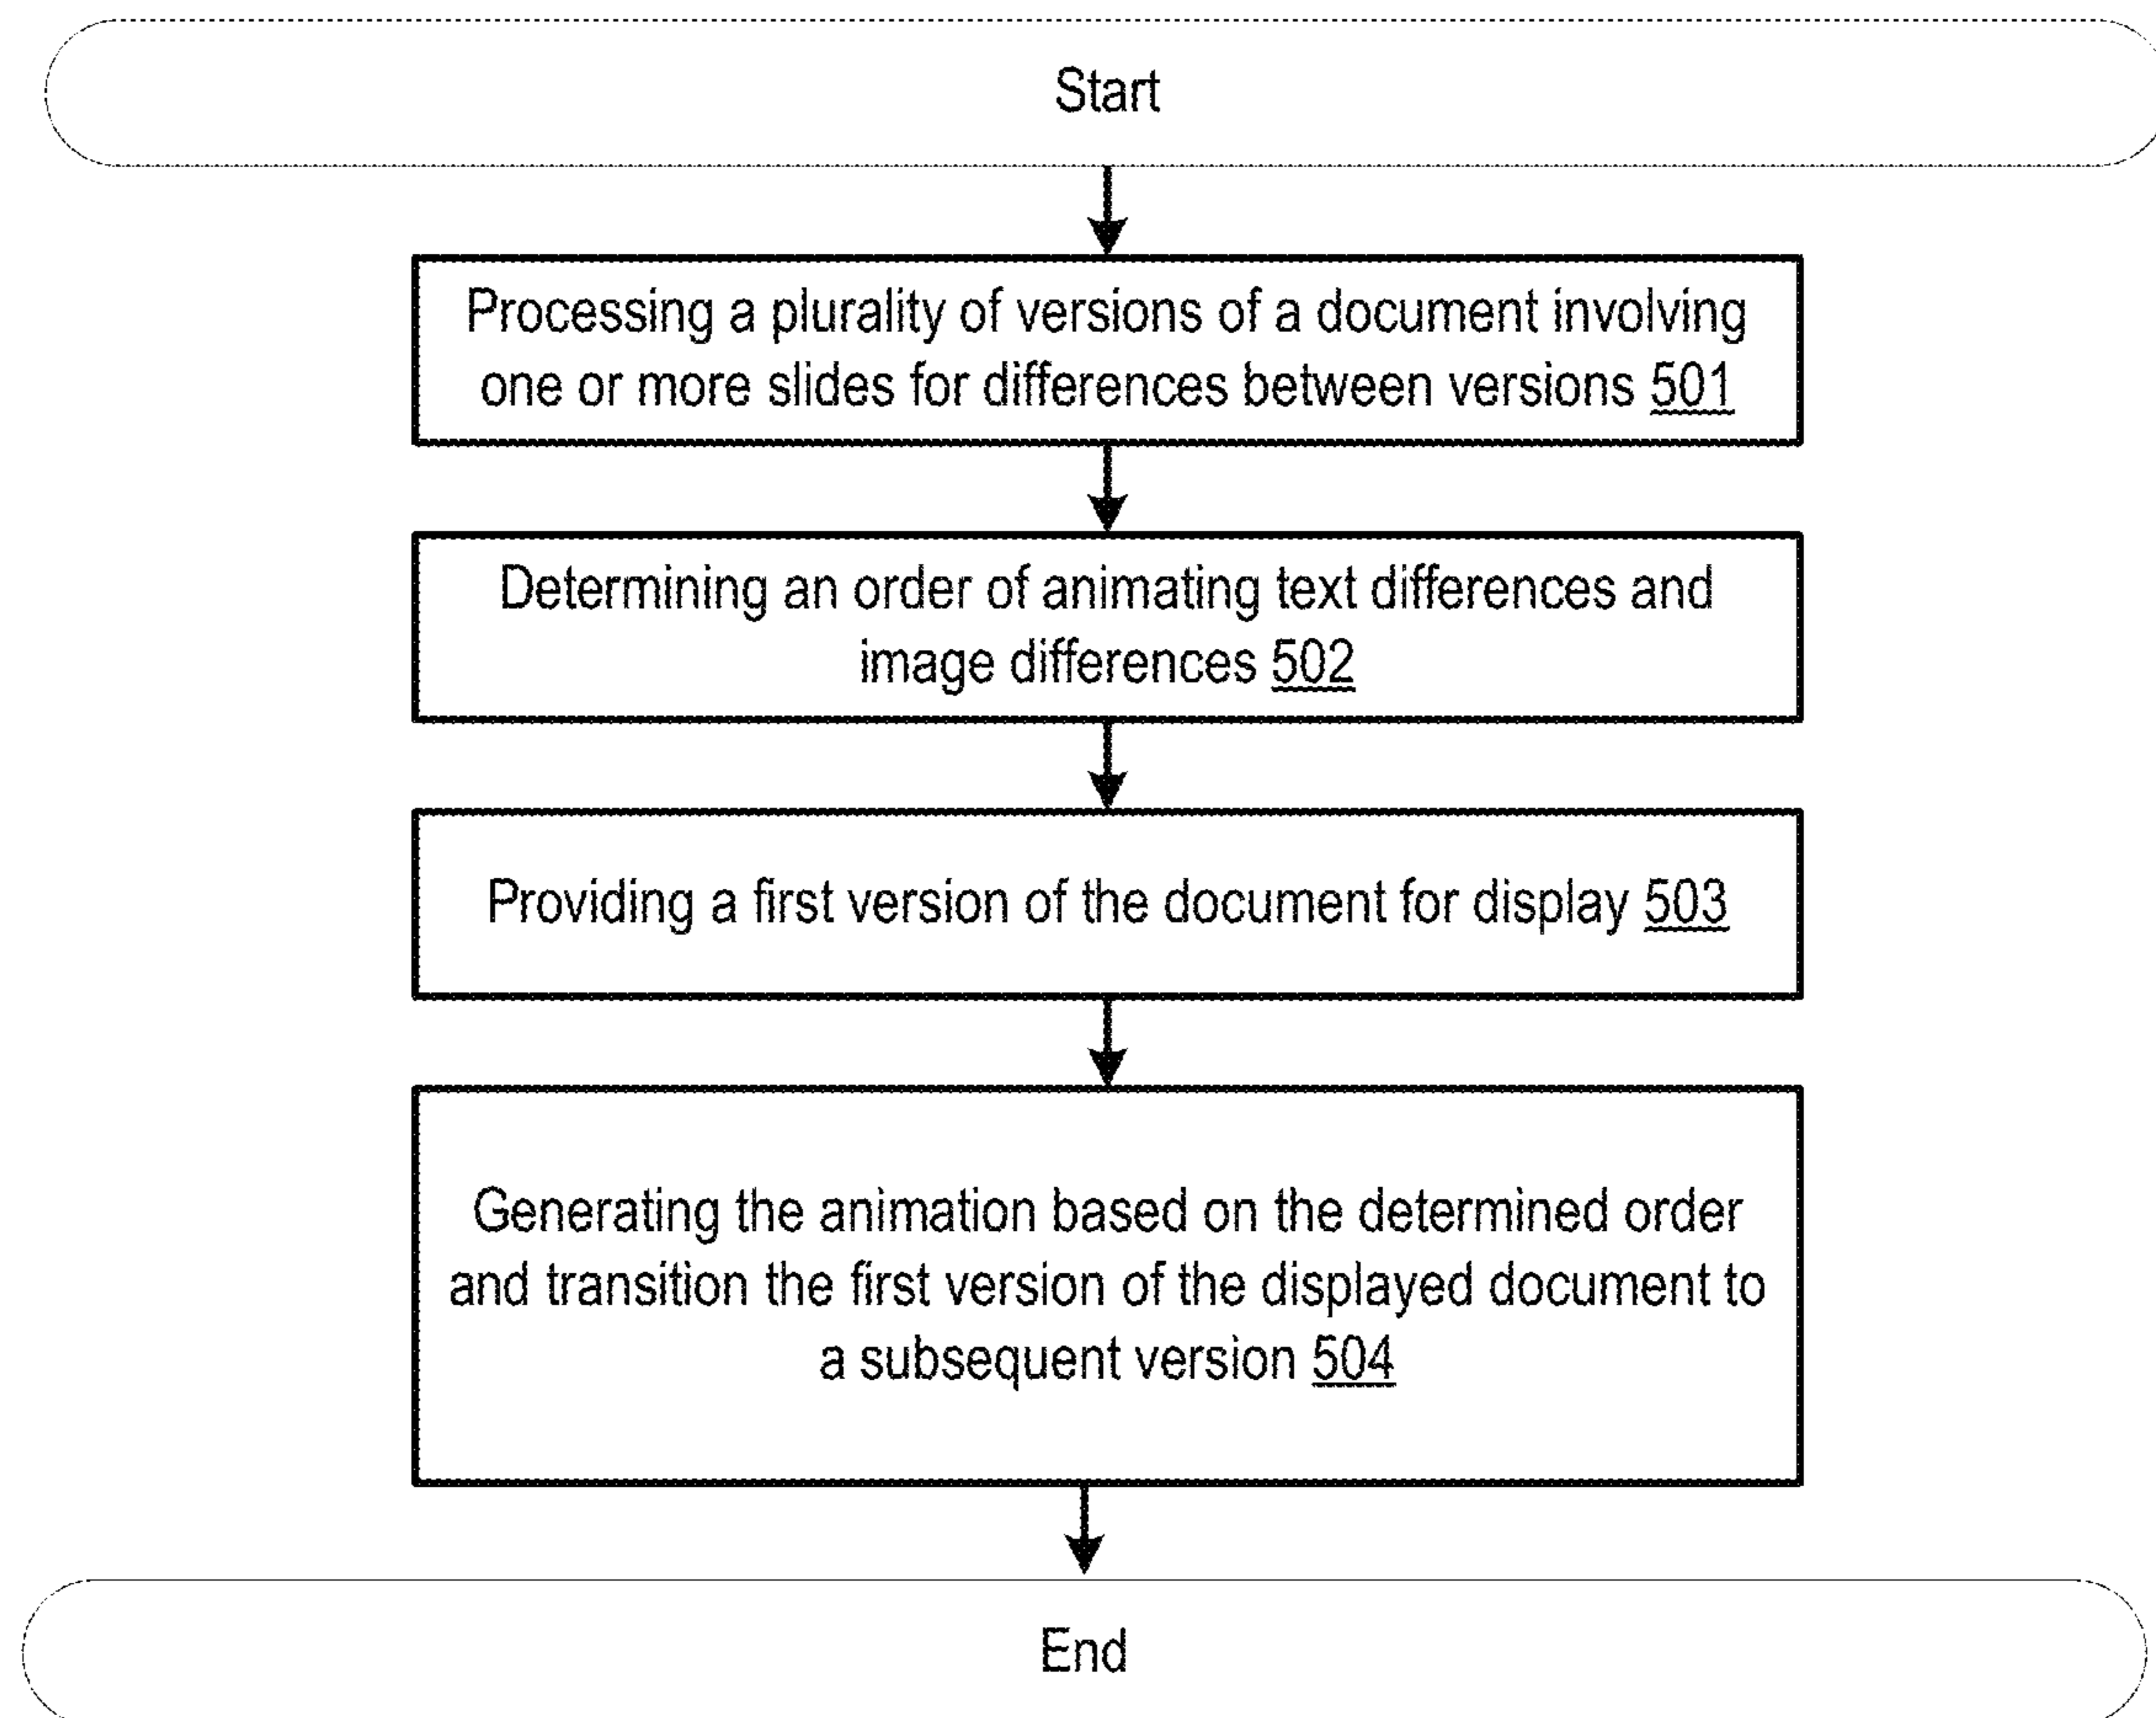 Start
Processing a plurality of versions of a document involving
one or more slides for differences between versions 501
Determining an order of animating text differences and
image differences 502
Providing a first version of the document for display 503
Generating the animation based on the determined order
and transition the first version of the displayed document to
a subsequent version 504
End